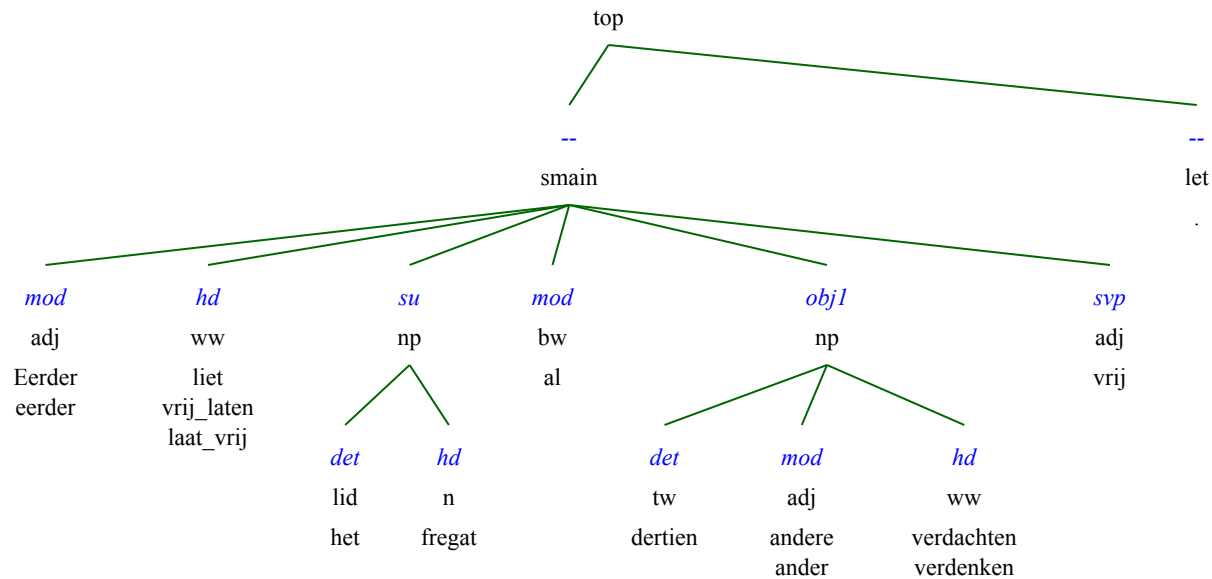 top
-- --
smain let
.
mod hd su mod obj1 svp
adj ww np bw np adj
Eerder liet al vrij
eerder vrij_laten
laat_vrij
det hd det mod hd
lid n tw adj ww
het fregat dertien andere verdachten
ander verdenken